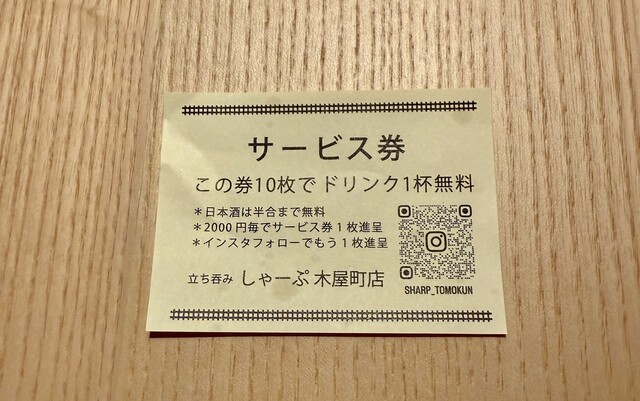 サービス券
この券10枚でドリンク1杯無料
＊日本酒は半合まで無料
＊2000円毎でサービス券1枚進呈
＊インスタフォローでもう1枚進呈
立ち呑み しゃーぷ 木屋町店
SHARP_TOMOKUN